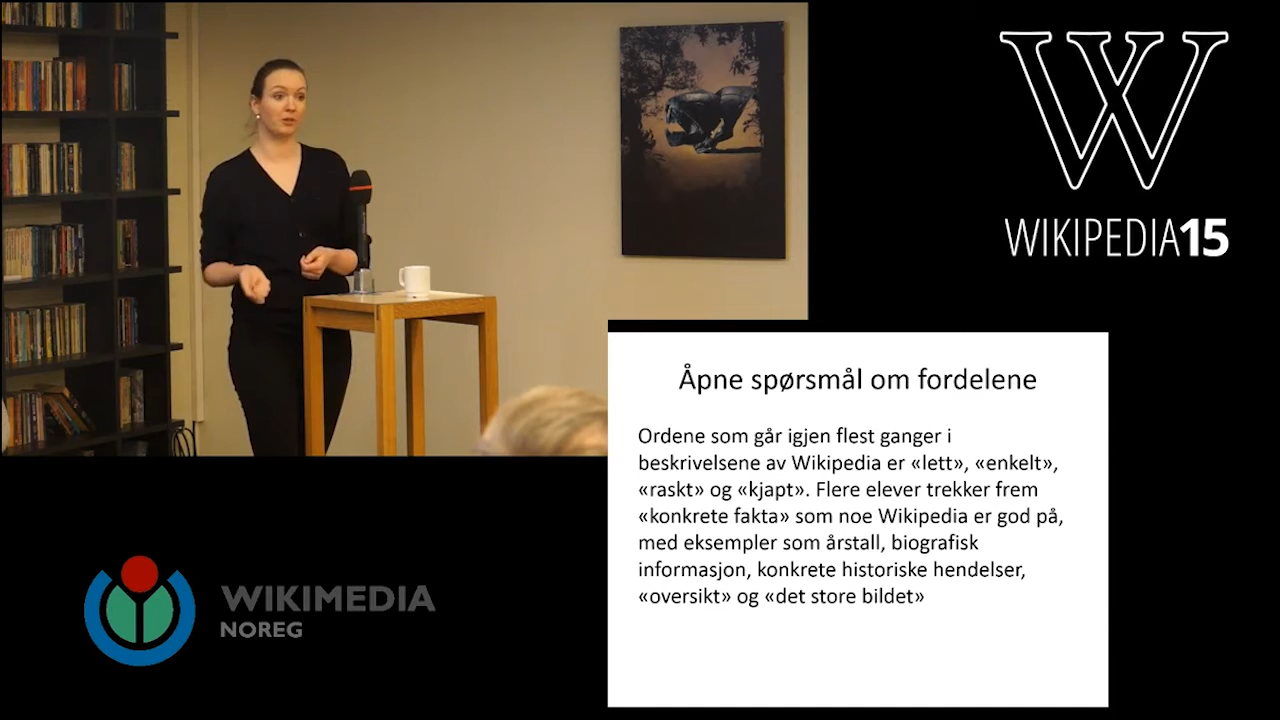 WIKIPEDIA15
Åpne spørsmål om fordelene
Ordene som går igjen flest ganger i
beskrivelsene av Wikipedia er «lett», «enkelt»,
«raskt» og «kjapt». Flere elever trekker frem
«konkrete fakta» som noe Wikipedia er god på,
med eksempler som årstall, biografisk
informasjon, konkrete historiske hendelser,
«oversikt» og «det store bildet»
WIKIMEDIA
NOREG